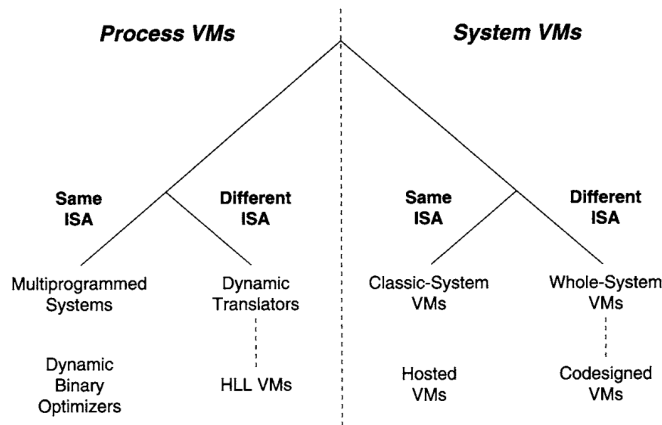 Process VMs
System VMs
Same
ISA
Different
ISA
Same
ISA
Different
ISA
Multiprogrammed
Systems
Dynamic
Translators
Classic-System
VMs
Whole-System
VMs
Dynamic
Binary
Optimizers
HLL VMs
Hosted
VMs
Codesigned
VMs